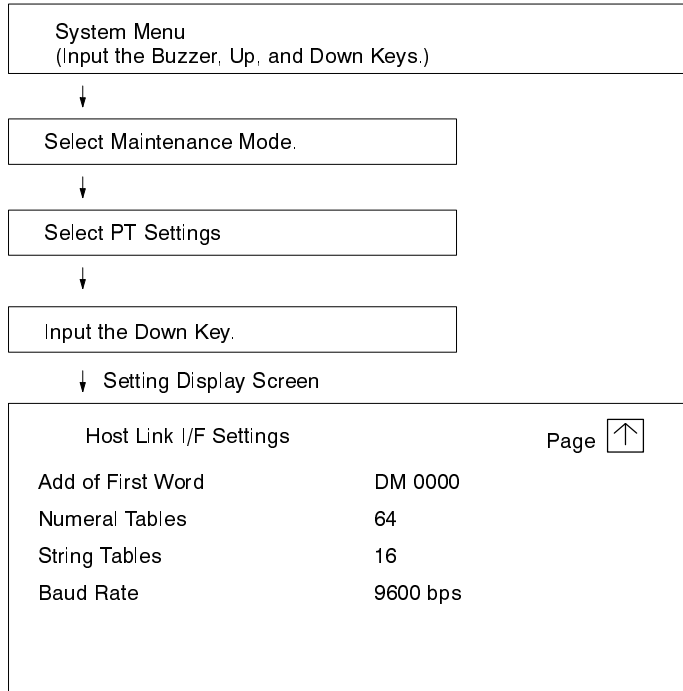 System Menu
(Input the Buzzer, Up, and Down Keys.)
Select Maintenance Mode.
Select PT Settings
Input the Down Key.
Setting Display Screen
Host Link I/F Settings Page
Add of First Word DM 0000
Numeral Tables 64
String Tables 16
Baud Rate 9600 bps